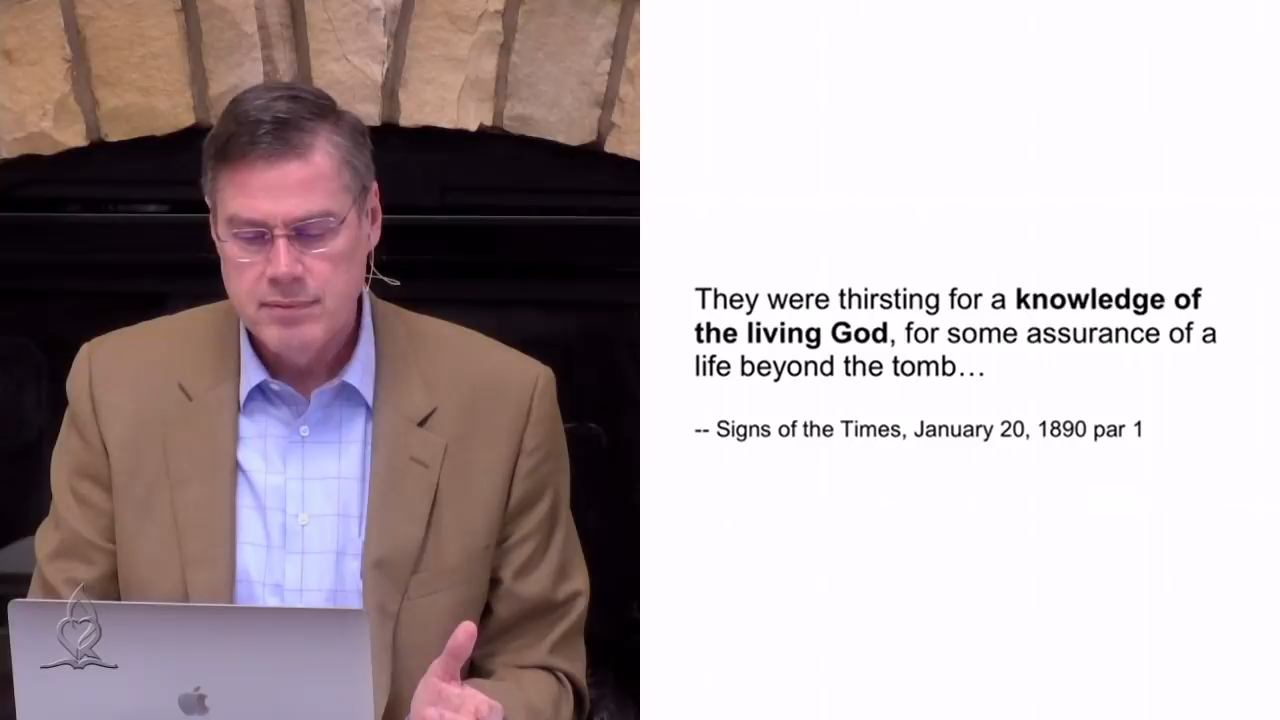 They were thirsting for a knowledge of
the living God, for some assurance of a
life beyond the tomb…
-- Signs of the Times, January 20, 1890 par 1